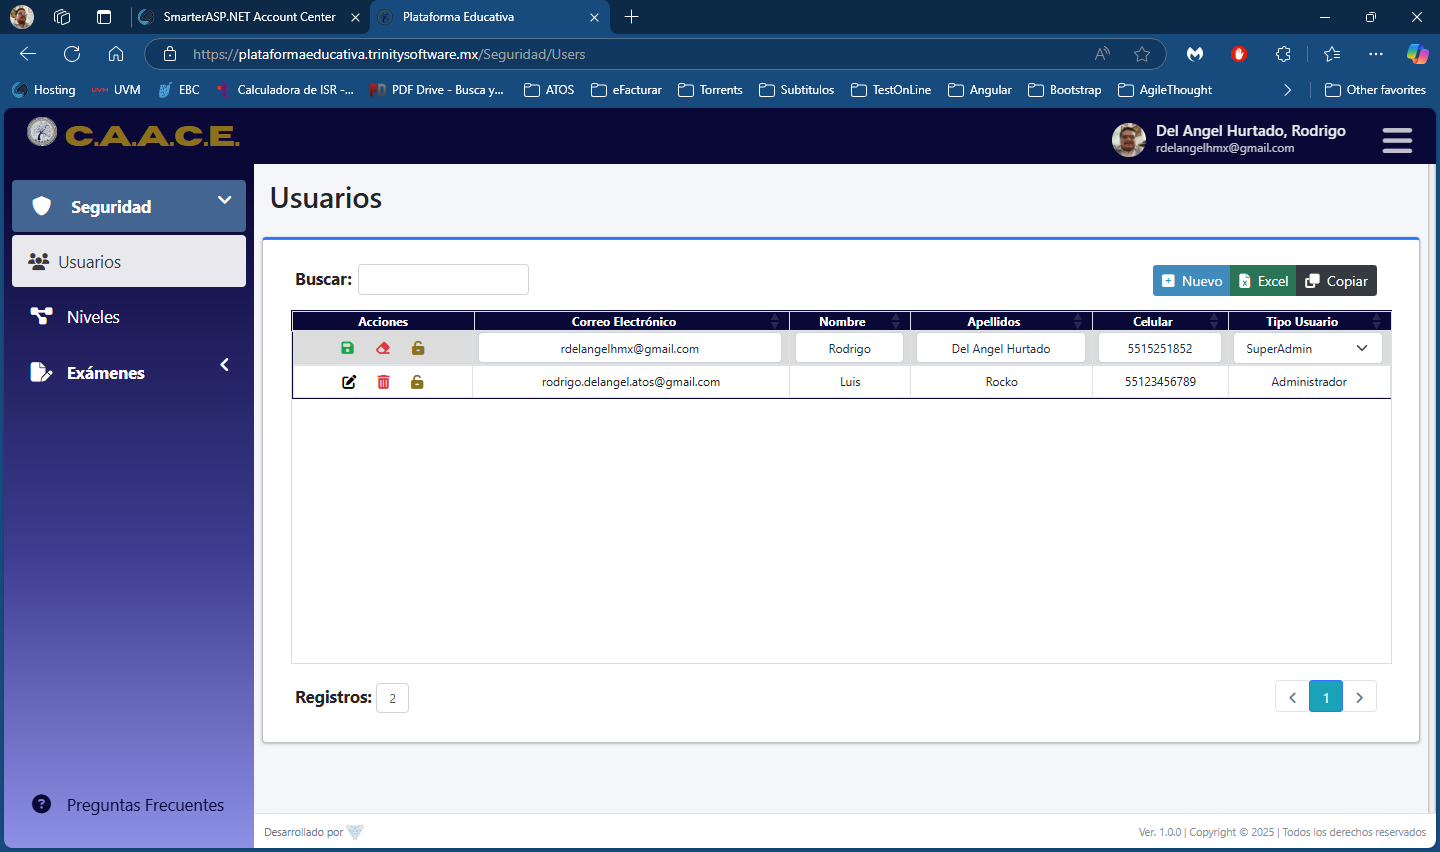 SmarterASP.NET Account Center
Plataforma Educativa
https://plataformaeducativa.trinitysoftware.mx/Seguridad/Users
Hosting
UVM UVM
EBC
Calculadora de ISR -...
PDF Drive - Busca y...
ATOS
eFacturar
Torrents
Subtitulos
TestOnLine
Angular
Bootstrap
AgileThought
Other favorites
C.A.A.C.E.
Del Angel Hurtado, Rodrigo
rdelangelhmx@gmail.com
Seguridad
Usuarios
Niveles
Exámenes
Preguntas Frecuentes
Usuarios
Buscar:
Nuevo Excel Copiar
Acciones Correo Electrónico Nombre Apellidos Celular Tipo Usuario
rdelangelhmx@gmail.com Rodrigo Del Angel Hurtado 5515251852 SuperAdmin
rodrigo.delangel.atos@gmail.com Luis Rocko 55123456789 Administrador
Registros: 2
1
Desarrollado por
Ver. 1.0.0 | Copyright © 2025 | Todos los derechos reservados